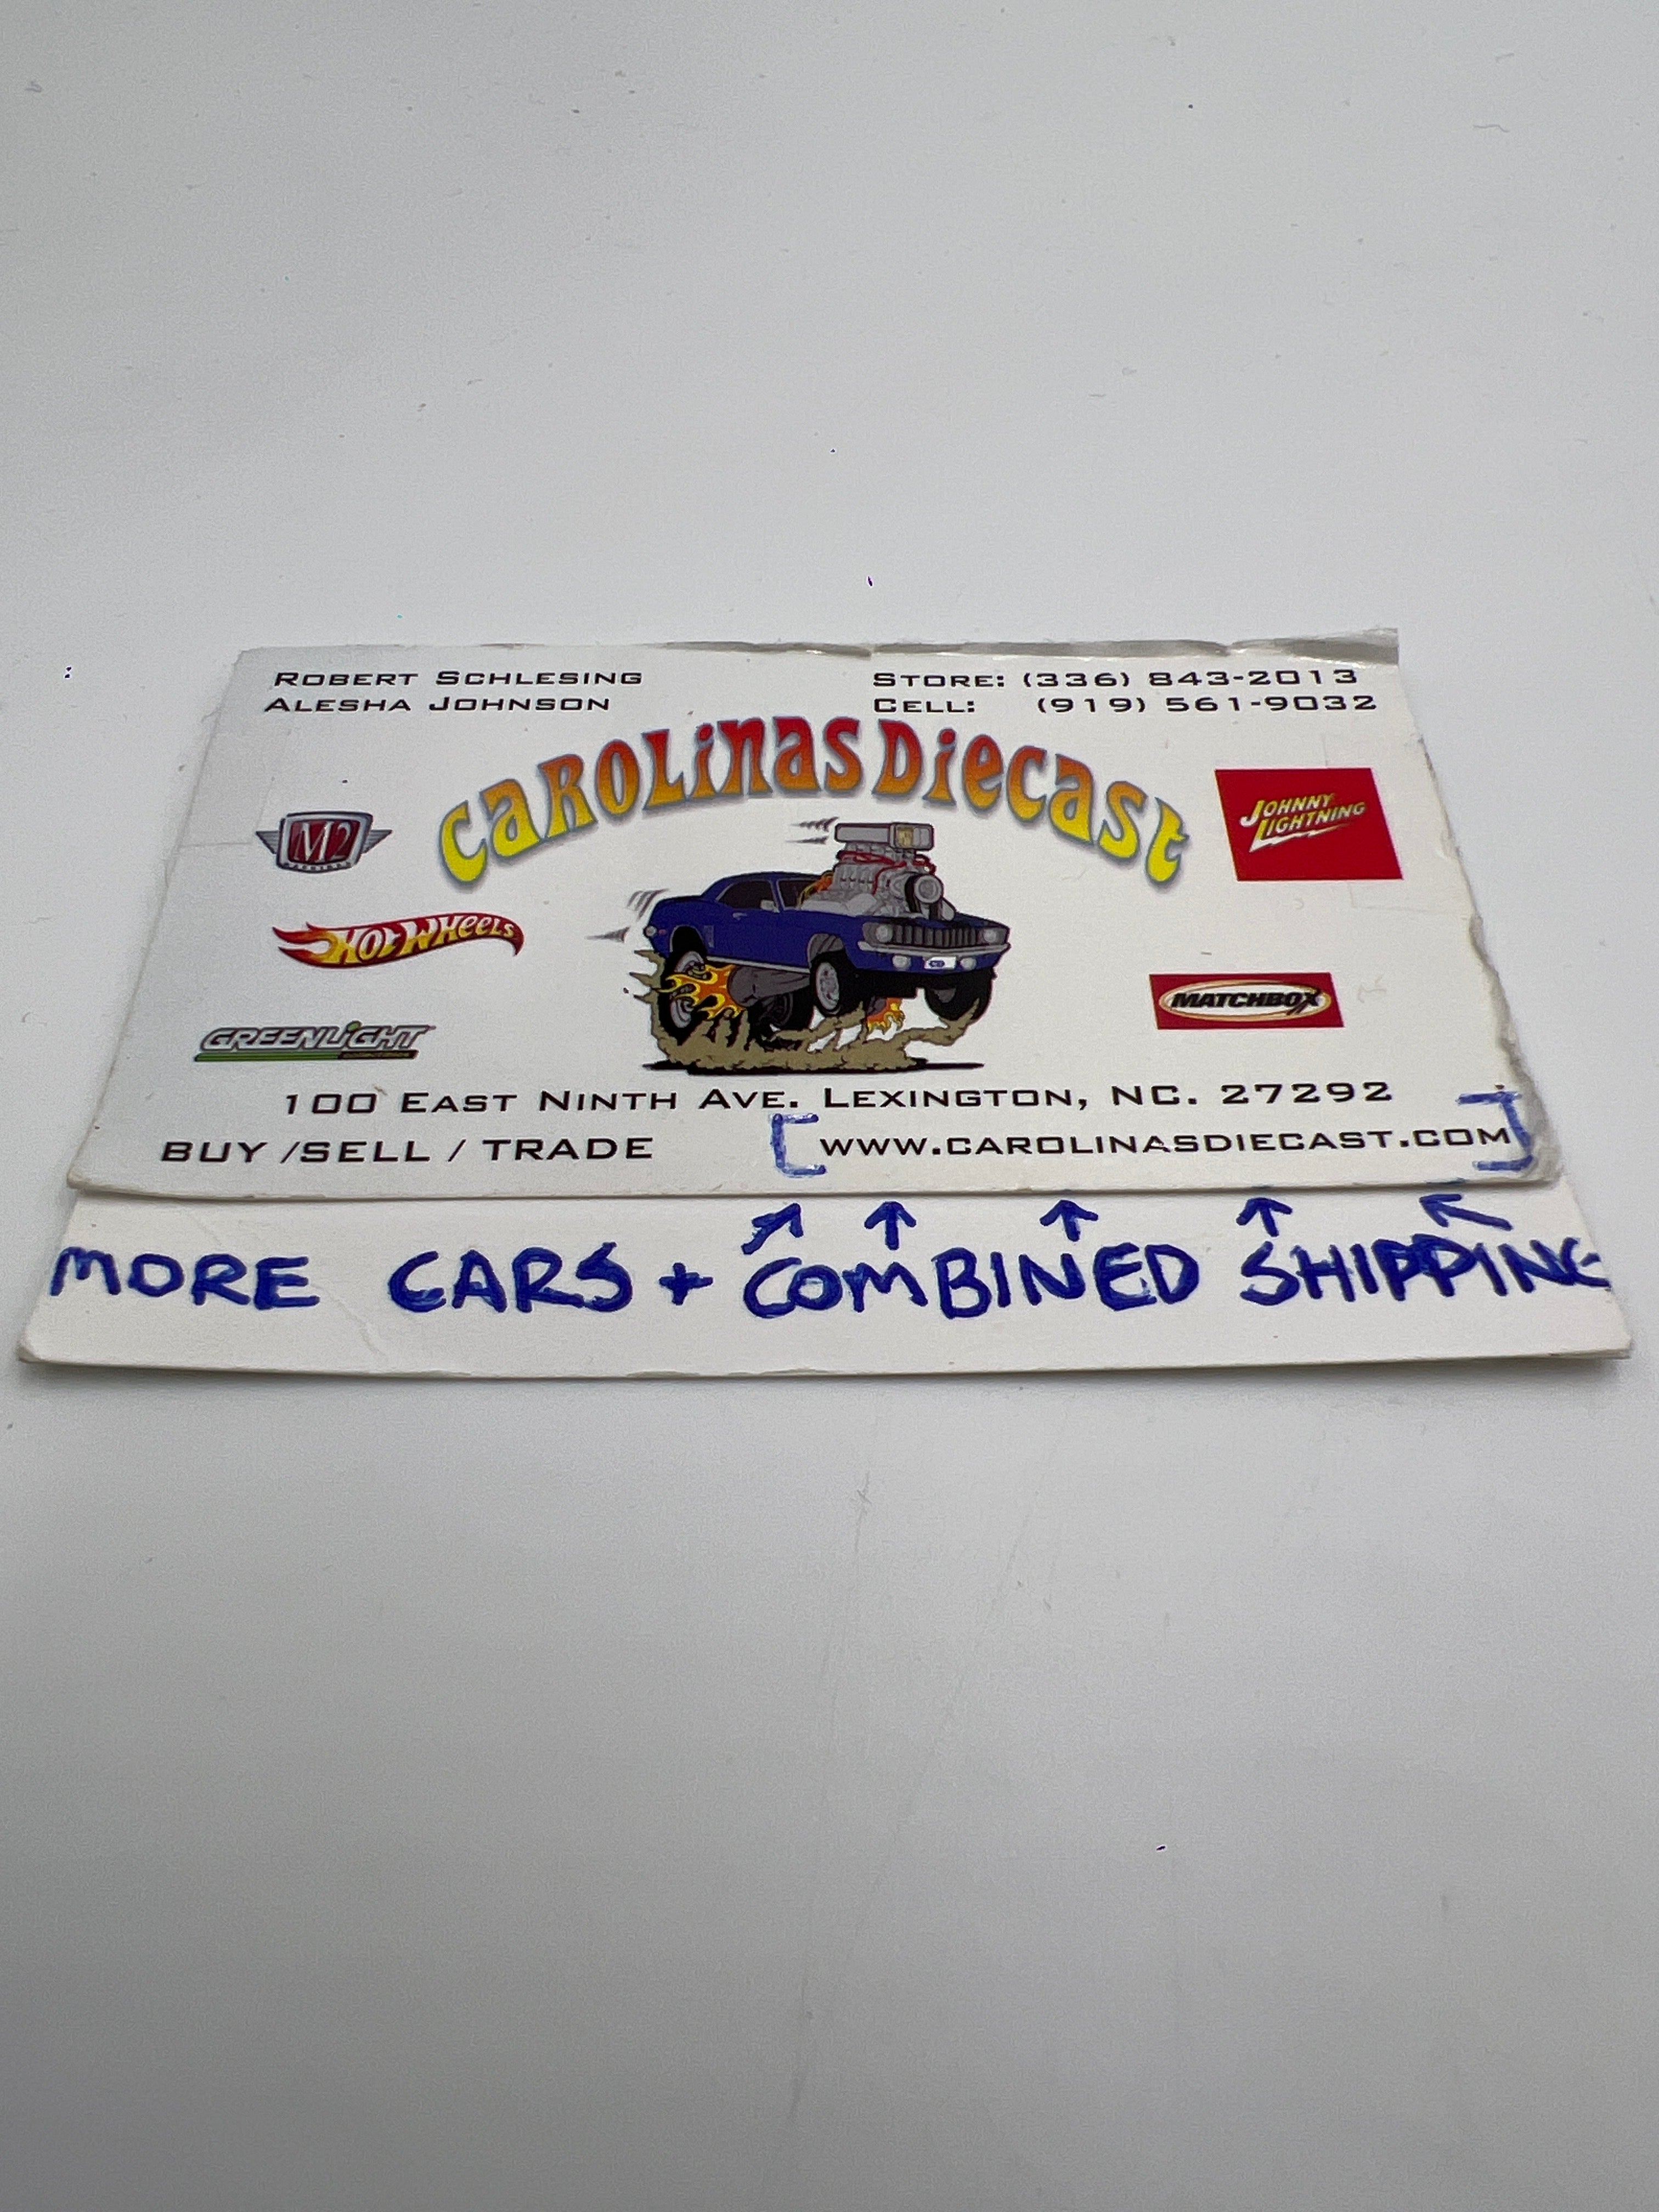 ROBERT SCHLESING
ALESHA JOHNSON
STORE: (336) 843-2013
CELL: (919) 561-9032
CAROLINAS DIECAST
M2
JOHNNY LIGHTNING
HOT WHEELS
MATCHBOX
GREENLIGHT
100 EAST NINTH AVE. LEXINGTON, NC. 27292
BUY /SELL / TRADE [WWW.CAROLINASDIECAST.COM]
MORE CARS + COMBINED SHIPPING